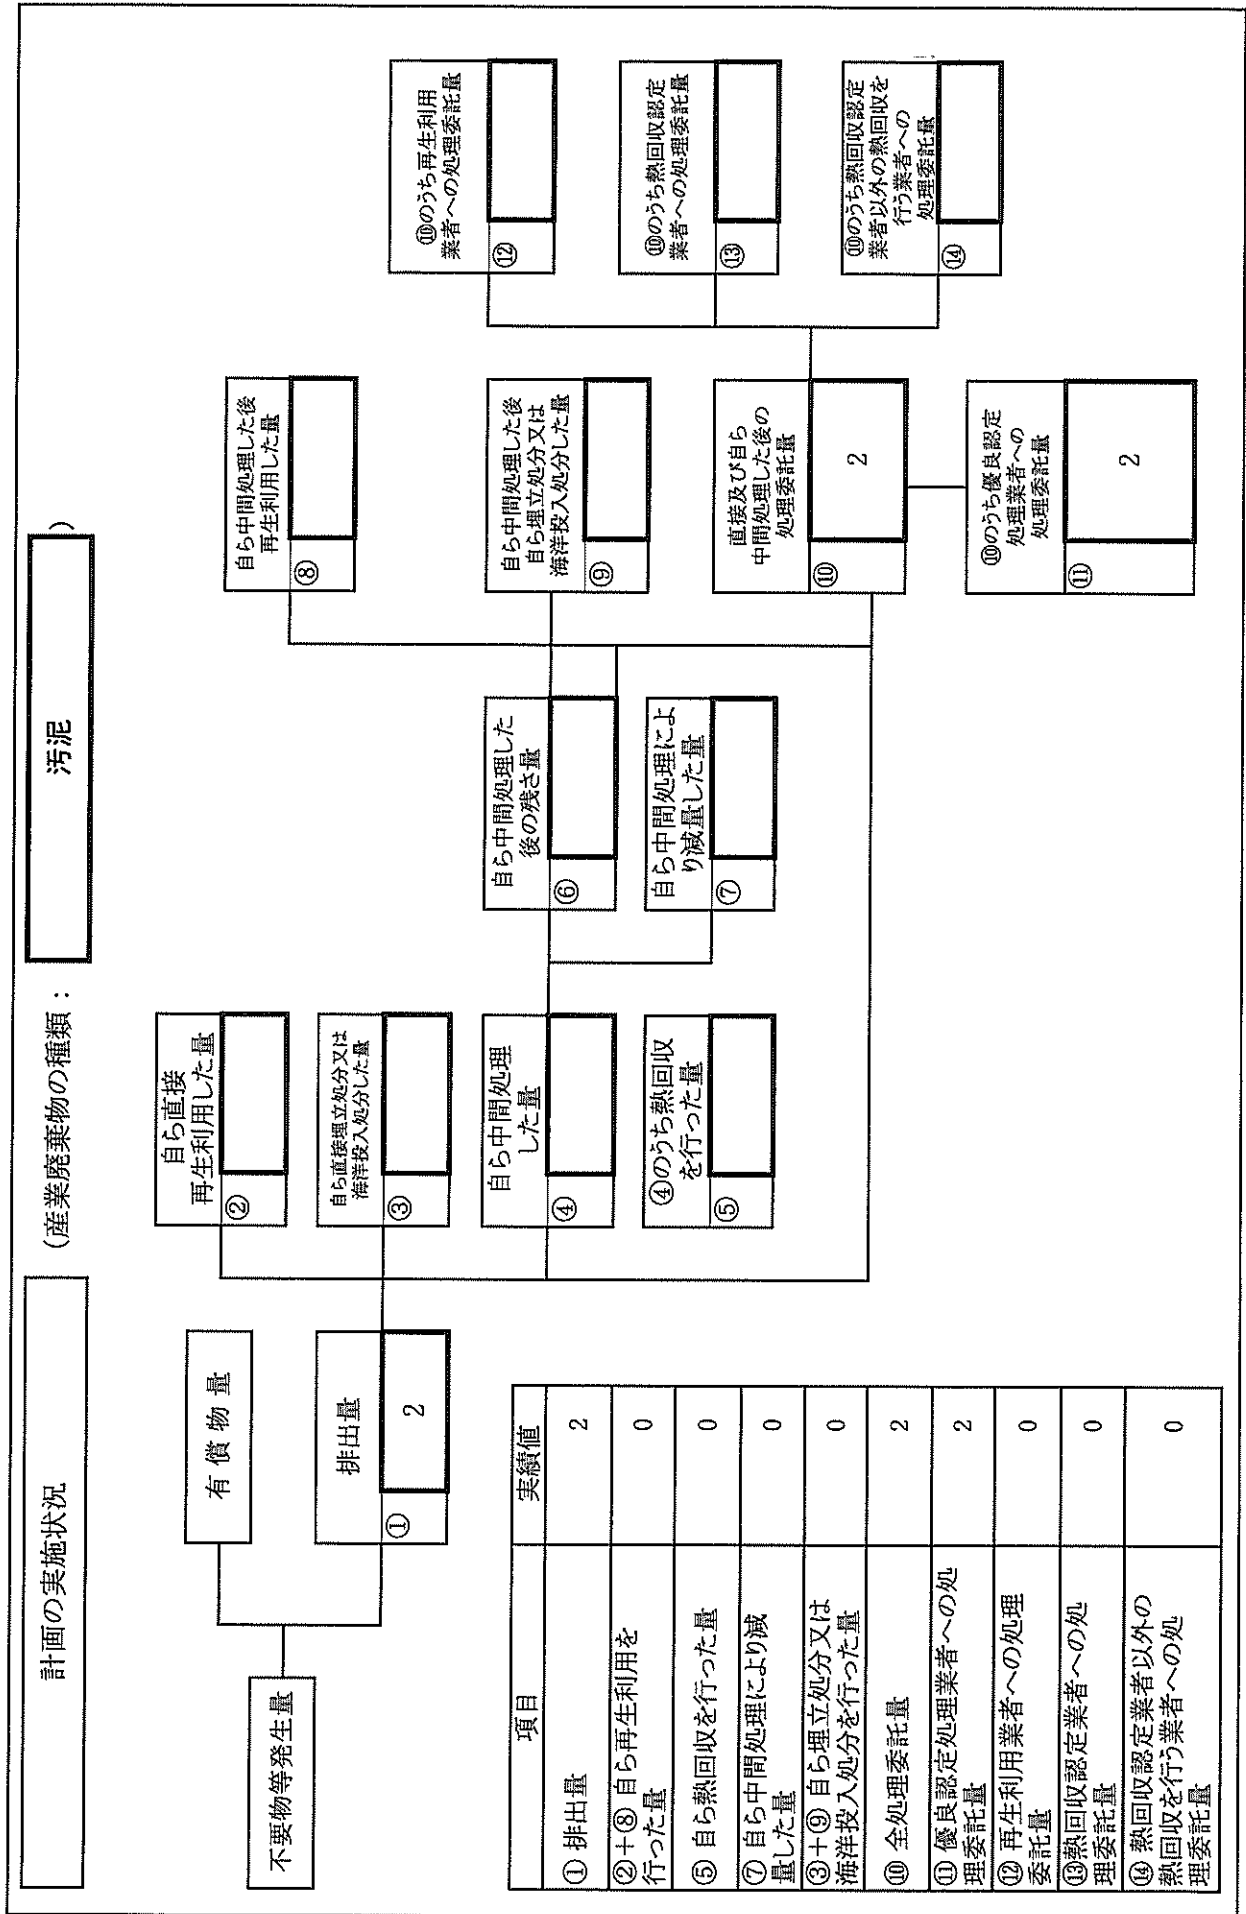 計画の実施状況
（産業廃棄物の種類：
汚泥
）
不要物等発生量
有償物量
排出量
①
2
自ら直接
再生利用した量
②
自ら直接埋立処分又は
海洋投入処分した量
③
自ら中間処理
した量
④
④のうち熱回収
を行った量
⑤
自ら中間処理した
後の残さ量
⑥
自ら中間処理によ
り減量した量
⑦
自ら中間処理した後
再生利用した量
⑧
自ら中間処理した後
自ら埋立処分又は
海洋投入処分した量
⑨
直接及び自ら
中間処理した後の
処理委託量
⑩
2
⑩のうち優良認定
処理業者への
処理委託量
⑪
2
⑩のうち再生利用
業者への処理委託量
⑫
⑩のうち熱回収認定
業者への処理委託量
⑬
⑩のうち熱回収認定
業者以外の熱回収を
行う業者への
処理委託量
⑭
項目 実績値
① 排出量 2
②＋⑧ 自ら再生利用を
行った量 0
⑤ 自ら熱回収を行った量 0
⑦ 自ら中間処理により減
量した量 0
③＋⑨ 自ら埋立処分又は
海洋投入処分を行った量 0
⑩ 全処理委託量 2
⑪ 優良認定処理業者への処
理委託量 2
⑫ 再生利用業者への処理
委託量 0
⑬熱回収認定業者への処
理委託量 0
⑭ 熱回収認定業者以外の
熱回収を行う業者への処
理委託量 0